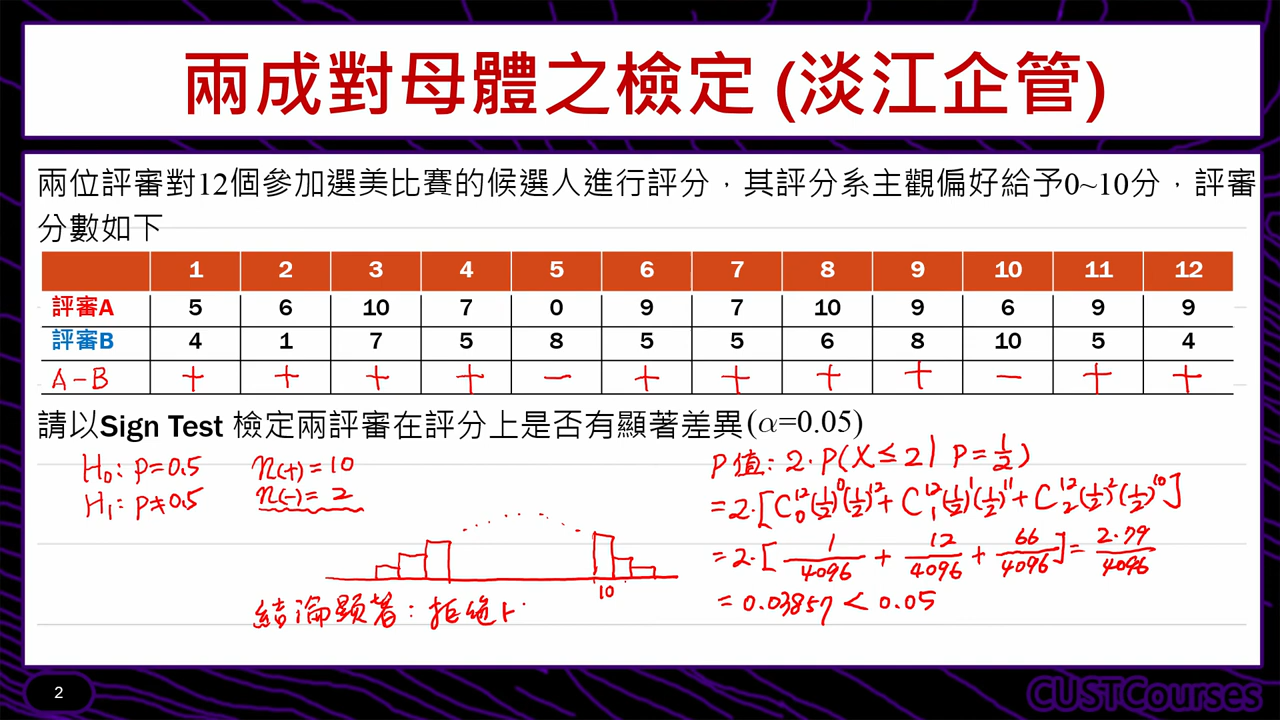 兩成對母體之檢定 (淡江企管)
兩位評審對12個參加選美比賽的候選人進行評分，其評分系主觀偏好給予0~10分，評審
分數如下
1 2 3 4 5 6 7 8 9 10 11 12
評審A 5 6 10 7 0 9 7 10 9 6 9 9
評審B 4 1 7 5 8 5 5 6 8 10 5 4
A-B + + + + - + + + + - + +
請以Sign Test 檢定兩評審在評分上是否有顯著差異(α=0.05)
H₀: p=0.5
H₁: p≠0.5
n(+)=10
n(-)=2
10
結論顯著: 拒絕
P值: 2·P(X≤2| P=1/2)
=2·[C¹²₀(1/2)⁰(1/2)¹²+C¹²₁(1/2)¹(1/2)¹¹+C¹²₂(1/2)²(1/2)¹⁰]
=2·[1/4096 + 12/4096 + 66/4096]=2·79/4096
=0.03857<0.05
2
CUSTCourses